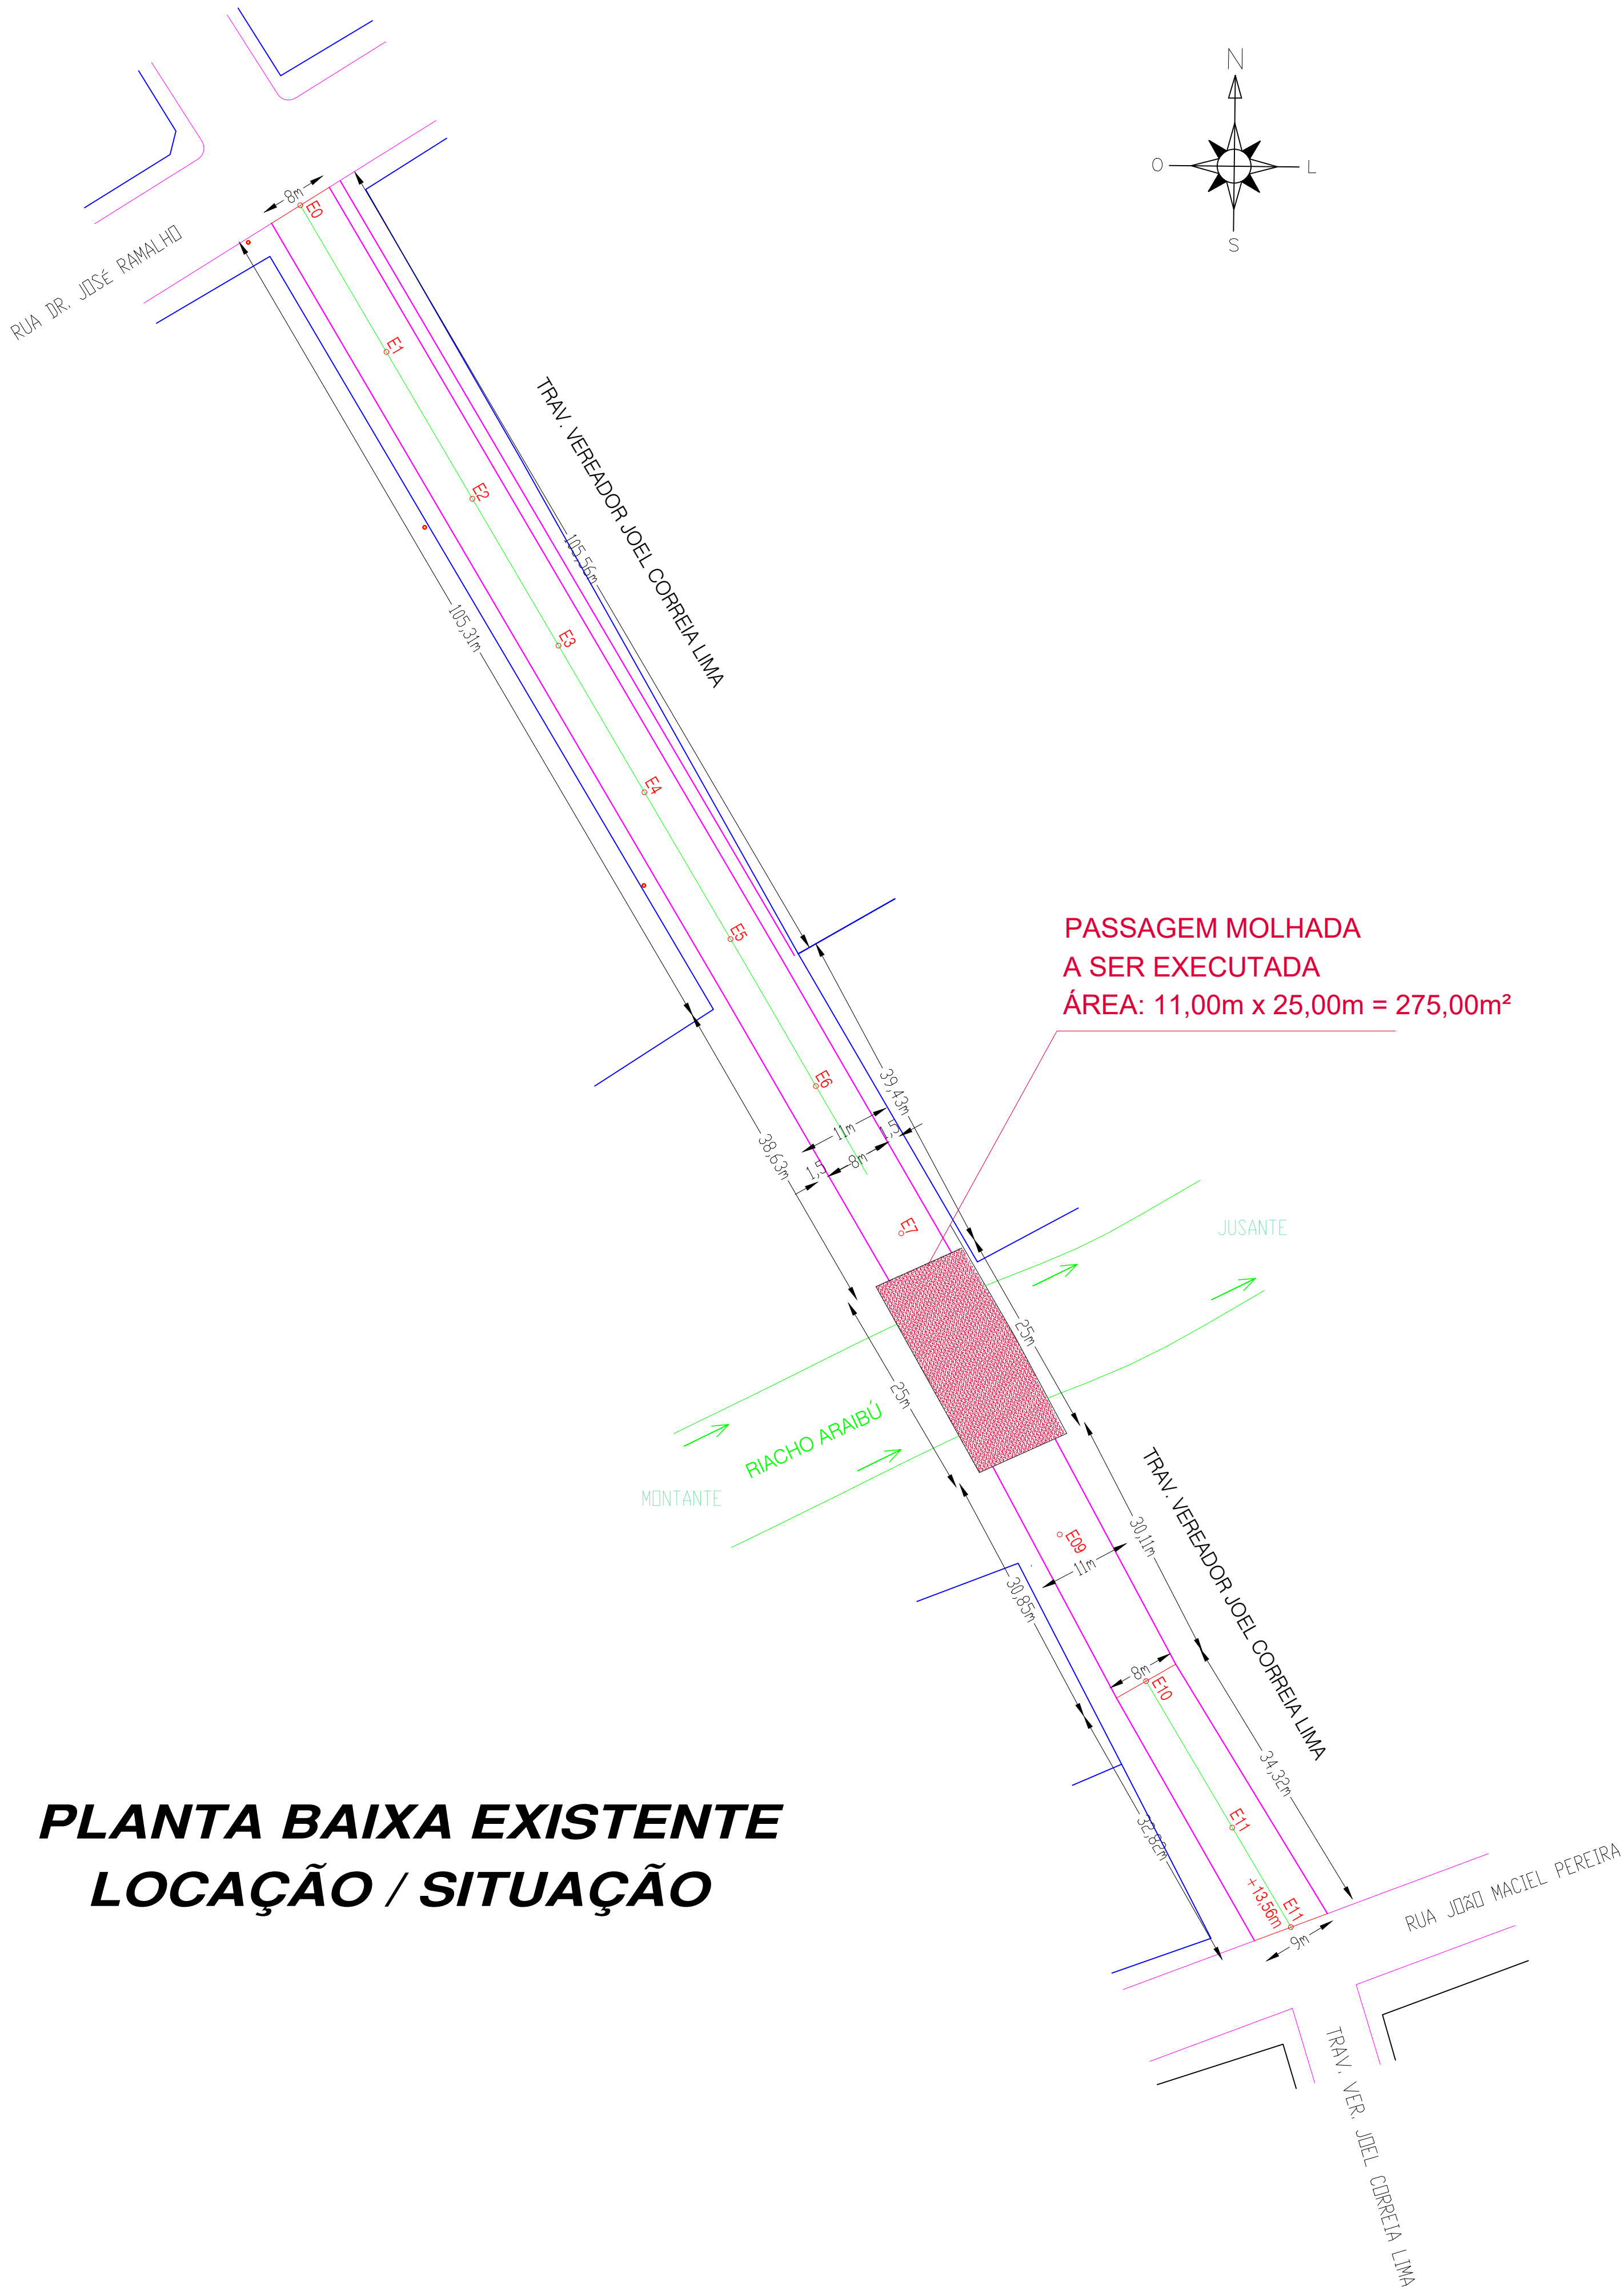 N
O
L
S
8m
E0
RUA DR. JOSÉ RAMALHO
E1
TRAV. VEREADOR JOEL CORREIA LIMA
E2
105,56m
105,31m
E3
E4
E5
PASSAGEM MOLHADA
A SER EXECUTADA
ÁREA: 11,00m x 25,00m = 275,00m²
E6
39,43m
11m
1,5
38,63m
8m
1,5
E7
JUSANTE
25m
25m
RIACHO ARAIBÚ
MONTANTE
TRAV. VEREADOR JOEL CORREIA LIMA
E09
30,11m
11m
30,85m
8m
E10
34,32m
E11
32,82m
PLANTA BAIXA EXISTENTE
LOCAÇÃO / SITUAÇÃO
E11
+13,56m
9m
RUA JOÃO MACIEL PEREIRA
TRAV. VER. JOEL CORREIA LIMA